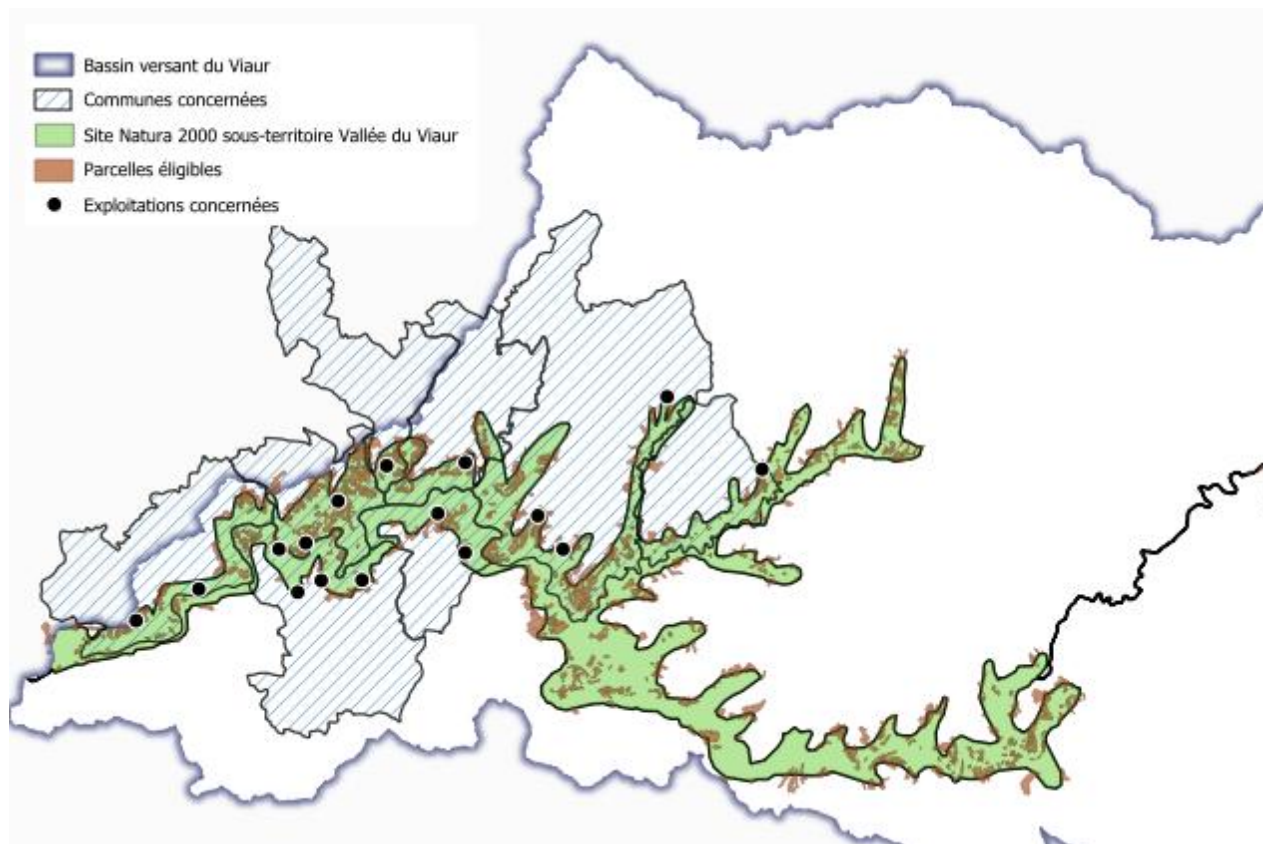 Bassin versant du Viaur
Communes concernées
Site Natura 2000 sous-territoire Vallée du Viaur
Parcelles éligibles
Exploitations concernées